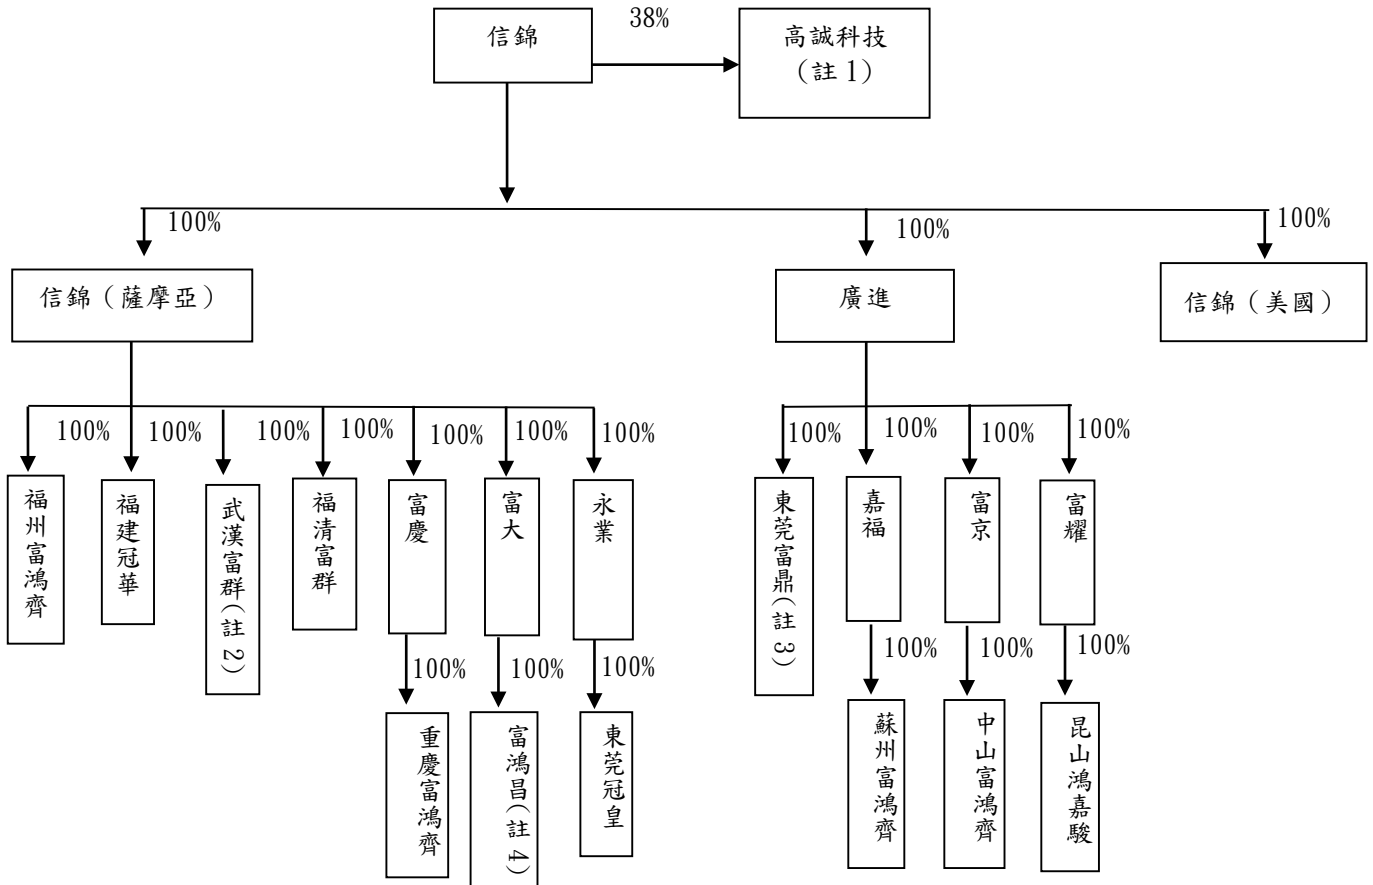 信錦
38%
高誠科技
(註 1)
100%
100%
100%
信錦（薩摩亞）
廣進
信錦（美國）
100%
100%
100%
100%
100%
100%
100%
100%
100%
100%
100%
福州富鴻齊
福建冠華
武漢富群(註 2)
福清富群
富慶
富大
永業
東莞富鼎(註 3)
嘉福
富京
富耀
100%
100%
100%
100%
100%
100%
重慶富鴻齊
富鴻昌(註 4)
東莞冠皇
蘇州富鴻齊
中山富鴻齊
昆山鴻嘉駿